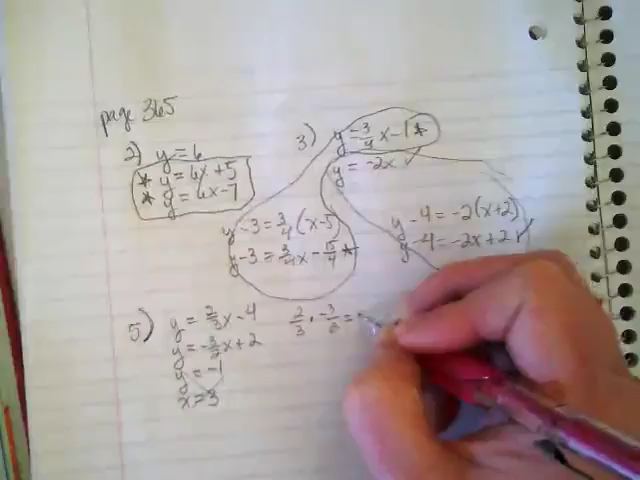 page 365
2) y = 6
* y = 4x + 5
* y = 4x - 7
3) y = 3/4 x - 1 *
y = -2x ✓
y - 3 = 3/4 (x - 5)
y - 3 = 3/4 x - 15/4 *
y - 4 = -2(x + 2)
y - 4 = -2x + 2 ✓
5) y = 2/3 x - 4
y = -3/2 x + 2
y = -1
x = 3
2/3 · -3/2 = -